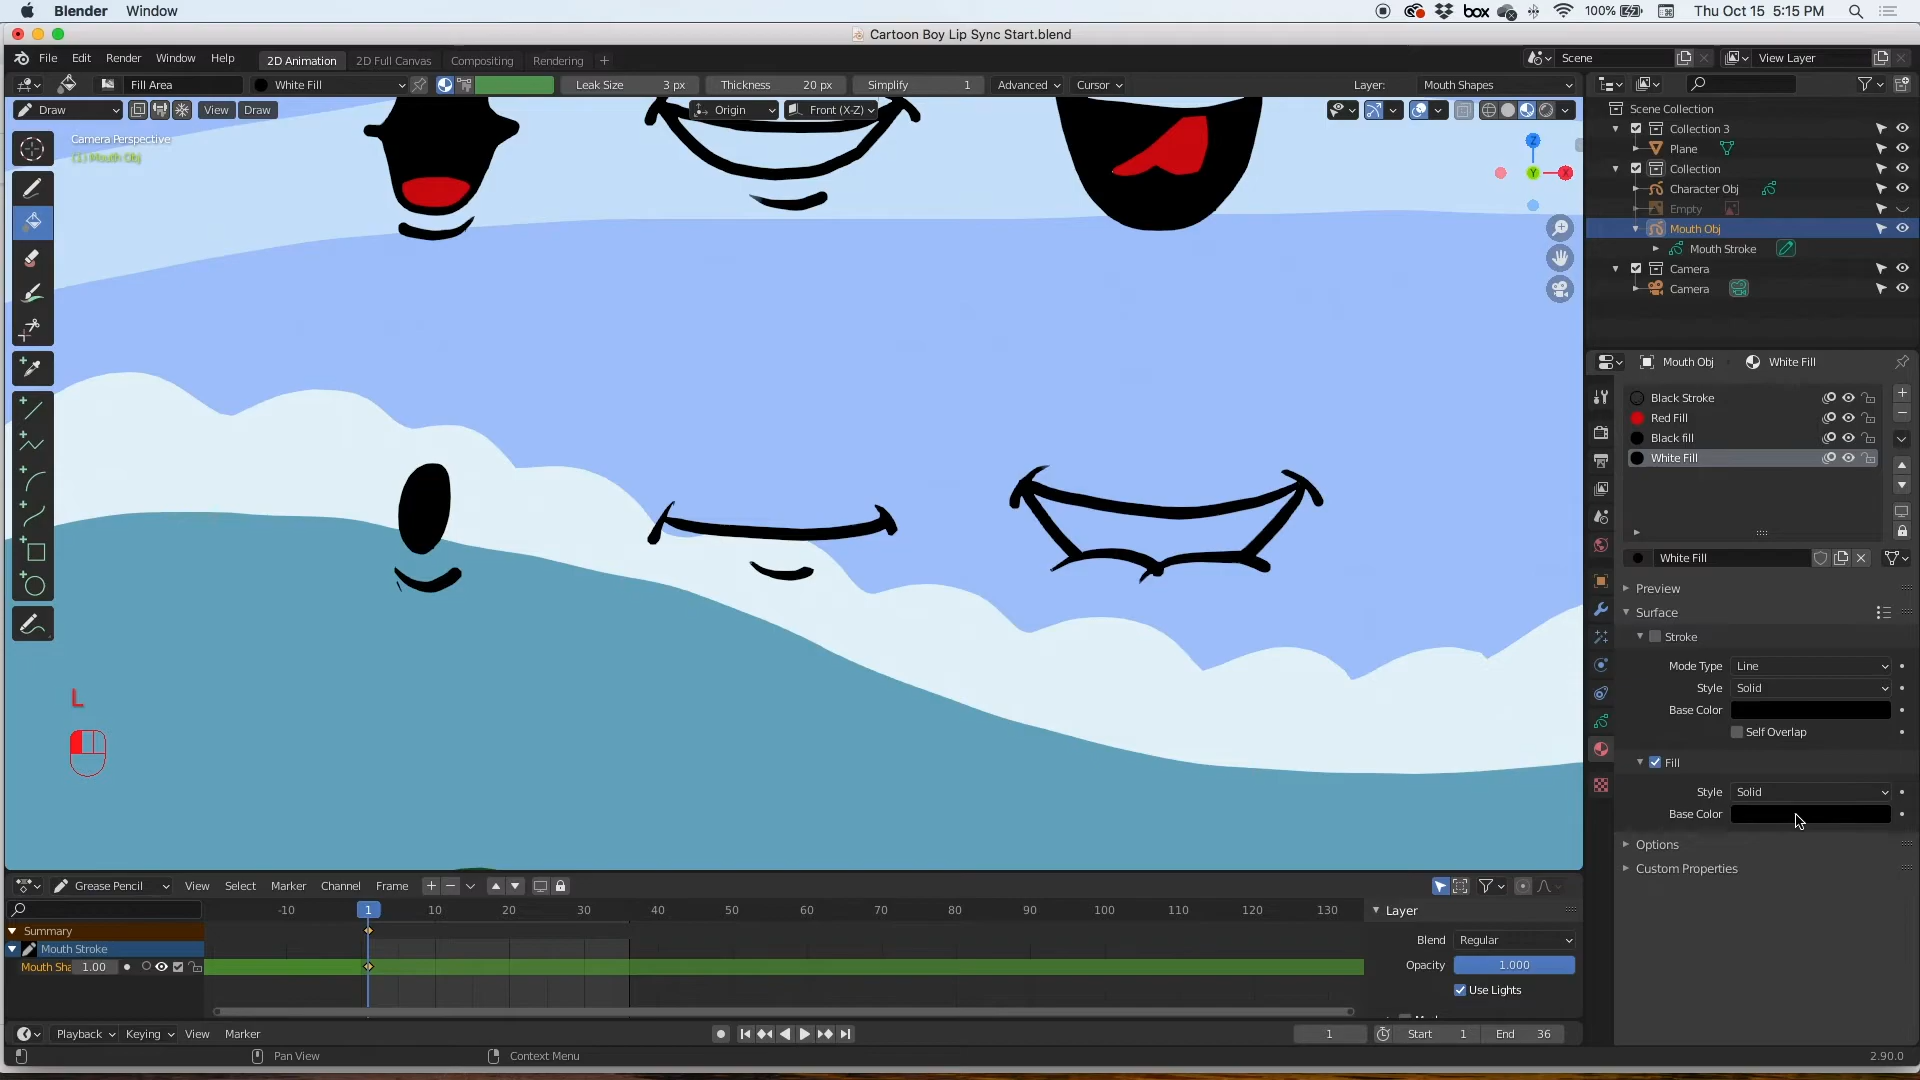 Blender Window box 100% Thu Oct 15 5:15 PM
Cartoon Boy Lip Sync Start.blend
File Edit Render Window Help 2D Animation 2D Full Canvas Compositing Rendering + Scene View Layer
Fill Area White Fill Leak Size 3 px Thickness 20 px Simplify 1 Advanced Cursor Layer: Mouth Shapes
Draw View Draw Origin Front (X-Z)
Camera Perspective
(1) Mouth Obj
Z
Y
X
Scene Collection
Collection 3
Plane
Collection
Character Obj
Empty
Mouth Obj
Mouth Stroke
Camera
Camera
Mouth Obj White Fill
Black Stroke
Red Fill
Black fill
White Fill
White Fill
Preview
Surface
Stroke
Mode Type Line
Style Solid
Base Color
Self Overlap
Fill
Style Solid
Base Color
Options
Custom Properties
L
Grease Pencil View Select Marker Channel Frame
-10 1 10 20 30 40 50 60 70 80 90 100 110 120 130
Summary
Mouth Stroke
Mouth Sha 1.00
Layer
Blend Regular
Opacity 1.000
Use Lights
Playback Keying View Marker 1 Start 1 End 36
Pan View Context Menu 2.90.0